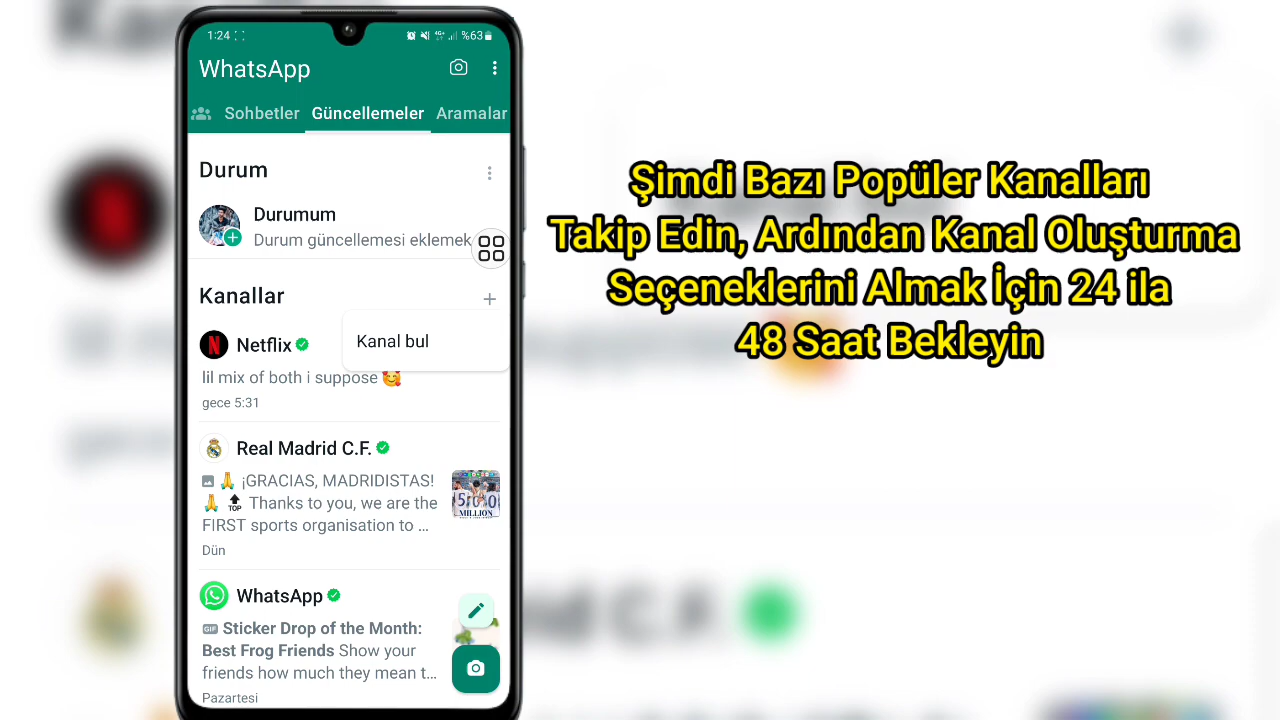 1:24
4G+
%63
WhatsApp
Sohbetler Güncellemeler Aramalar
Durum
Durumum
Durum güncellemesi eklemek
Kanallar
Kanal bul
Netflix
lil mix of both i suppose 🥰
gece 5:31
Real Madrid C.F.
🙏 ¡GRACIAS, MADRIDISTAS!
🙏 🔝 Thanks to you, we are the
FIRST sports organisation to ...
MILLION
Dün
WhatsApp
GIF Sticker Drop of the Month:
Best Frog Friends Show your
friends how much they mean t...
Pazartesi
Şimdi Bazı Popüler Kanalları
Takip Edin, Ardından Kanal Oluşturma
Seçeneklerini Almak İçin 24 ila
48 Saat Bekleyin